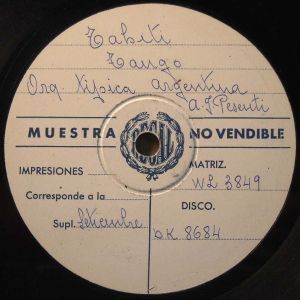 Tahiti
Tango
Orq Típica Argentina
A J Pesenti
MUESTRA NO VENDIBLE
IMPRESIONES
MATRIZ.
WL 3849
Corresponde a la
DISCO.
Supl. Setiembre
OK 8684